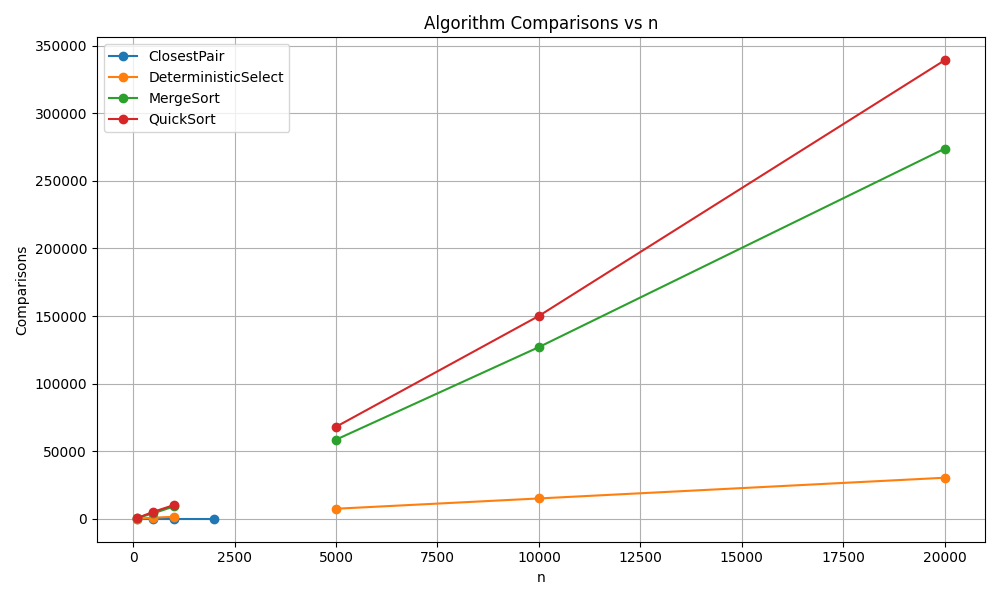 Algorithm Comparisons vs n
350000
300000
250000
200000
150000
100000
50000
0
Comparisons
ClosestPair
DeterministicSelect
MergeSort
QuickSort
0 2500 5000 7500 10000 12500 15000 17500 20000
n